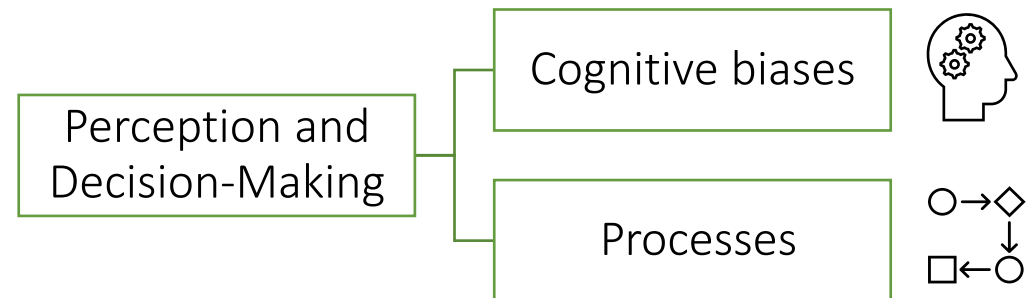 Perception and
Decision-Making
Cognitive biases
Processes